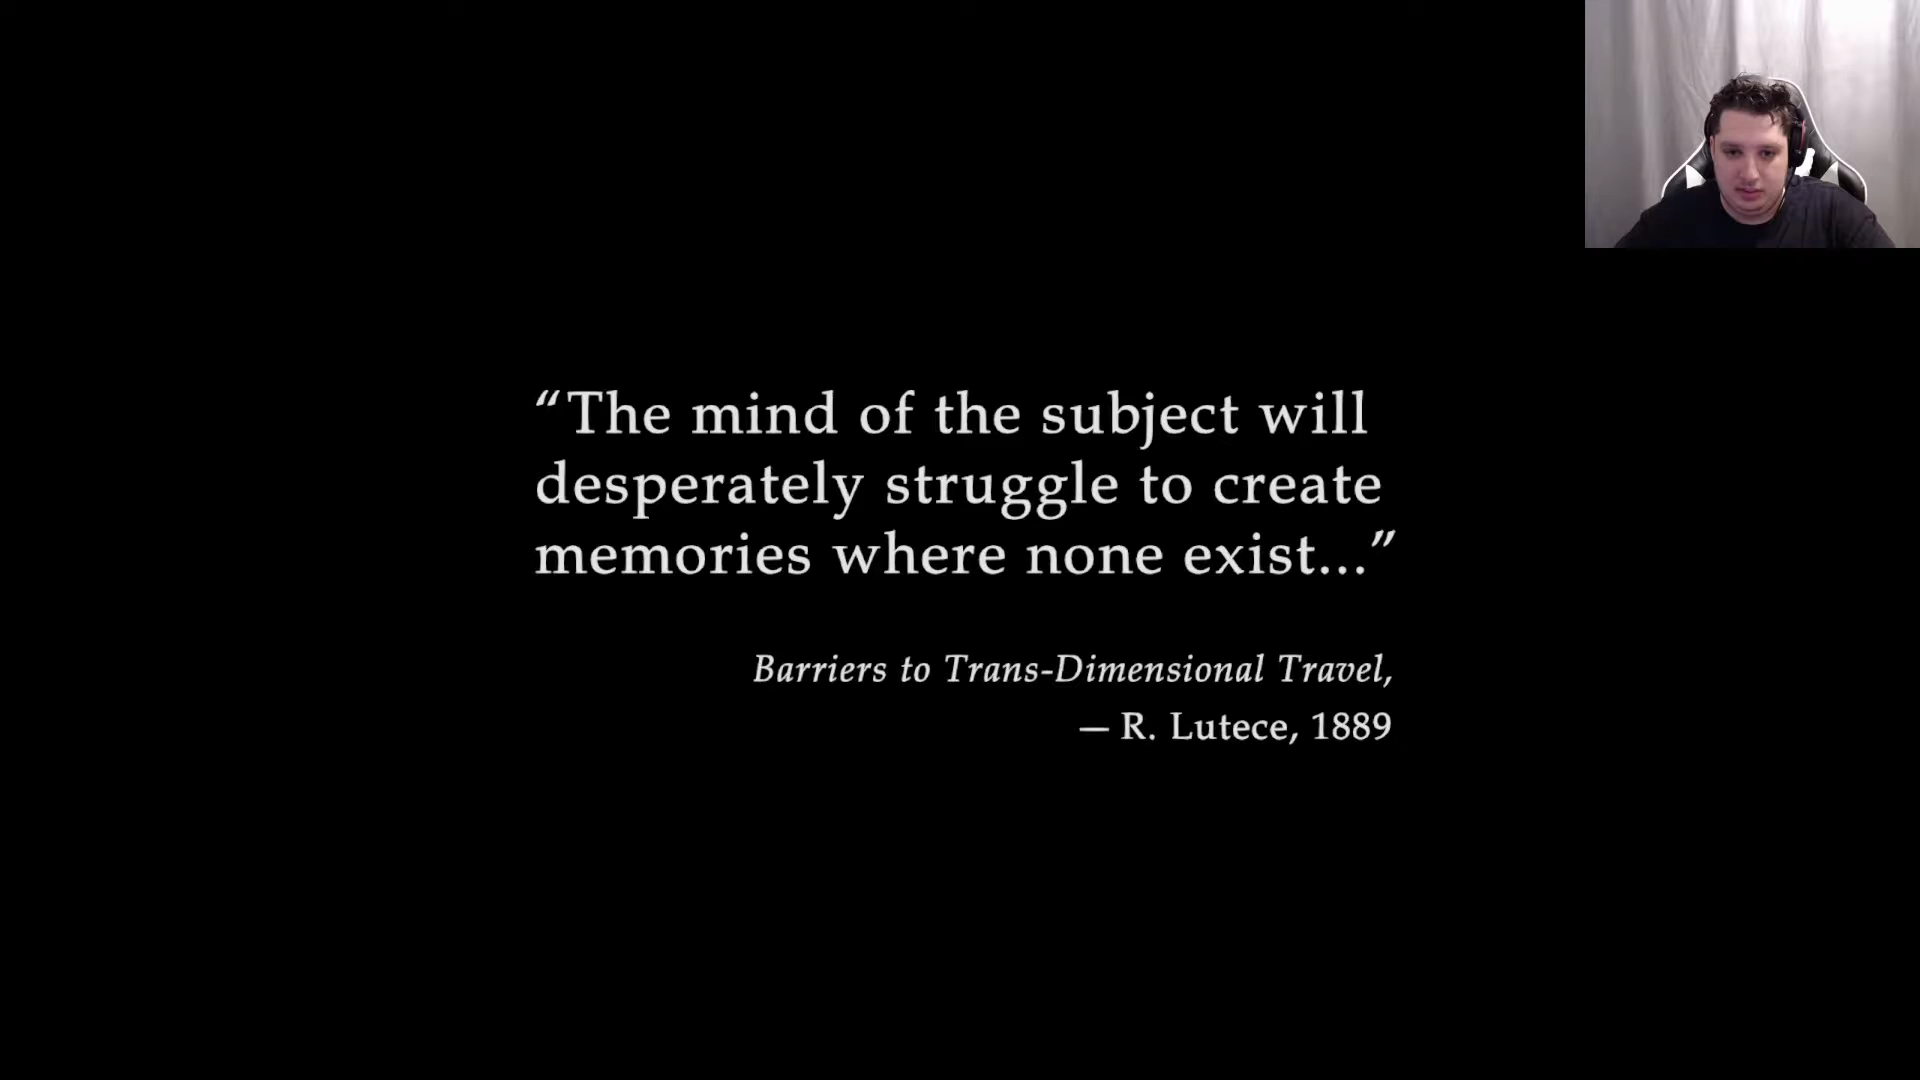 “The mind of the subject will
desperately struggle to create
memories where none exist...”
Barriers to Trans-Dimensional Travel,
— R. Lutece, 1889